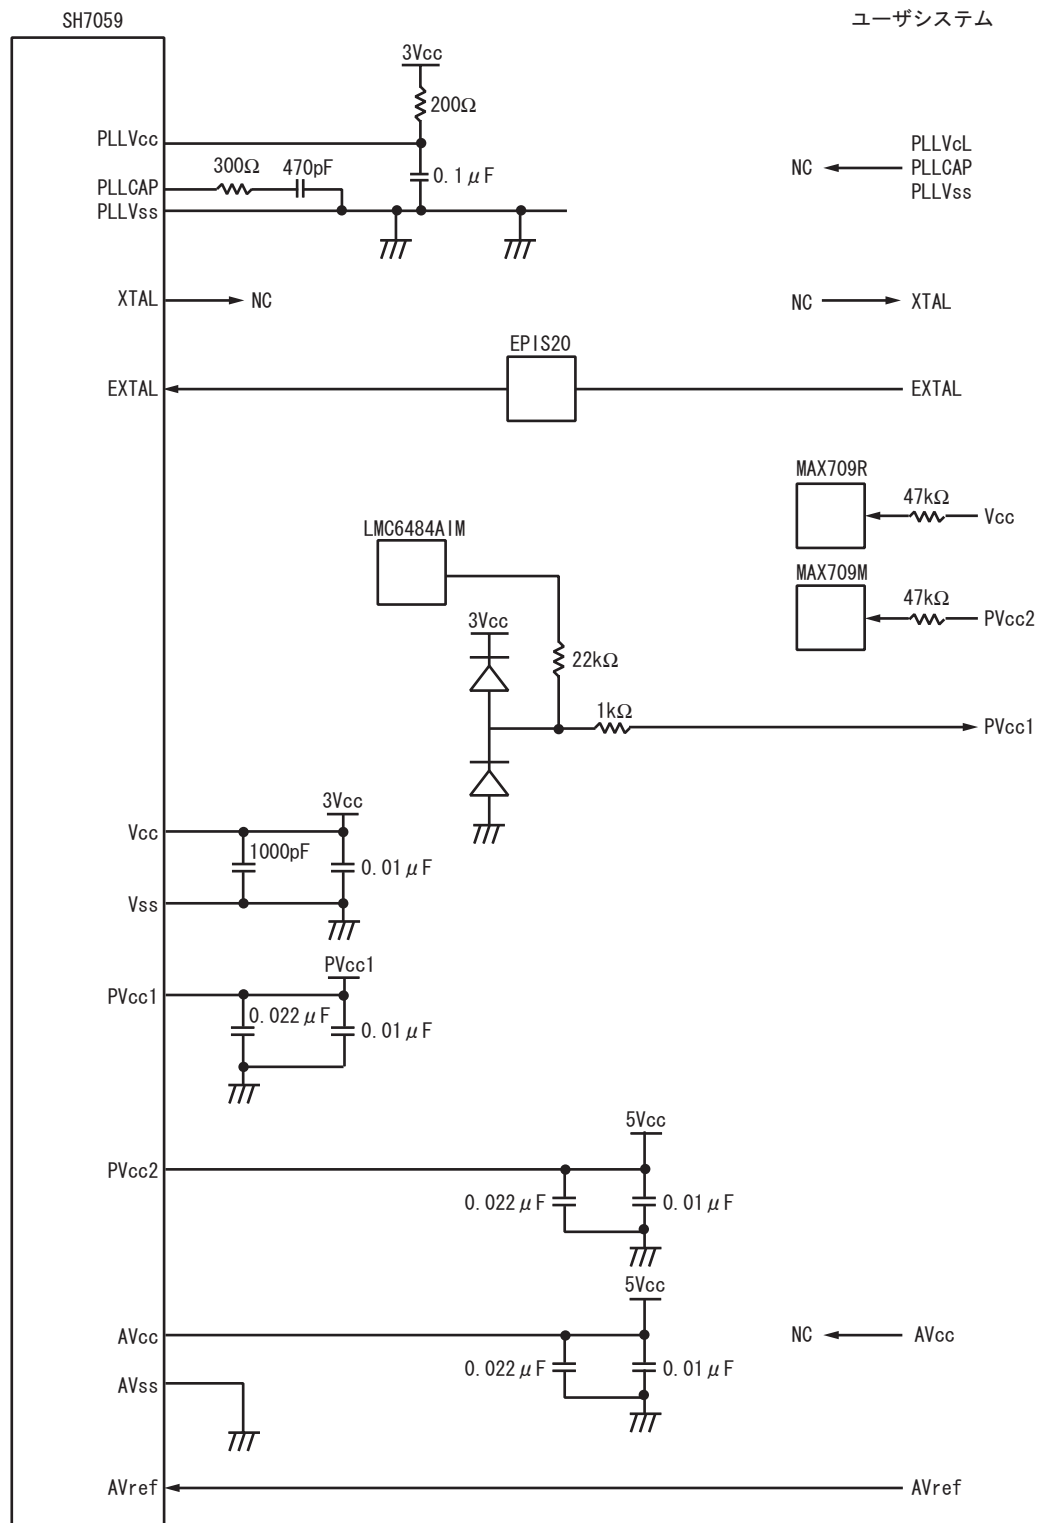 SH7059
ユーザシステム
3Vcc
200Ω
PLLVcc
300Ω
470pF
0.1μF
PLLCAP
PLLVss
NC
PLLVcL
PLLCAP
PLLVss
XTAL
NC
NC
XTAL
EPIS20
EXTAL
EXTAL
MAX709R
47kΩ
Vcc
LMC6484AIM
MAX709M
47kΩ
PVcc2
3Vcc
22kΩ
1kΩ
PVcc1
3Vcc
Vcc
1000pF
0.01μF
Vss
PVcc1
PVcc1
0.022μF
0.01μF
5Vcc
PVcc2
0.022μF
0.01μF
5Vcc
AVcc
NC
AVcc
0.022μF
0.01μF
AVss
AVref
AVref